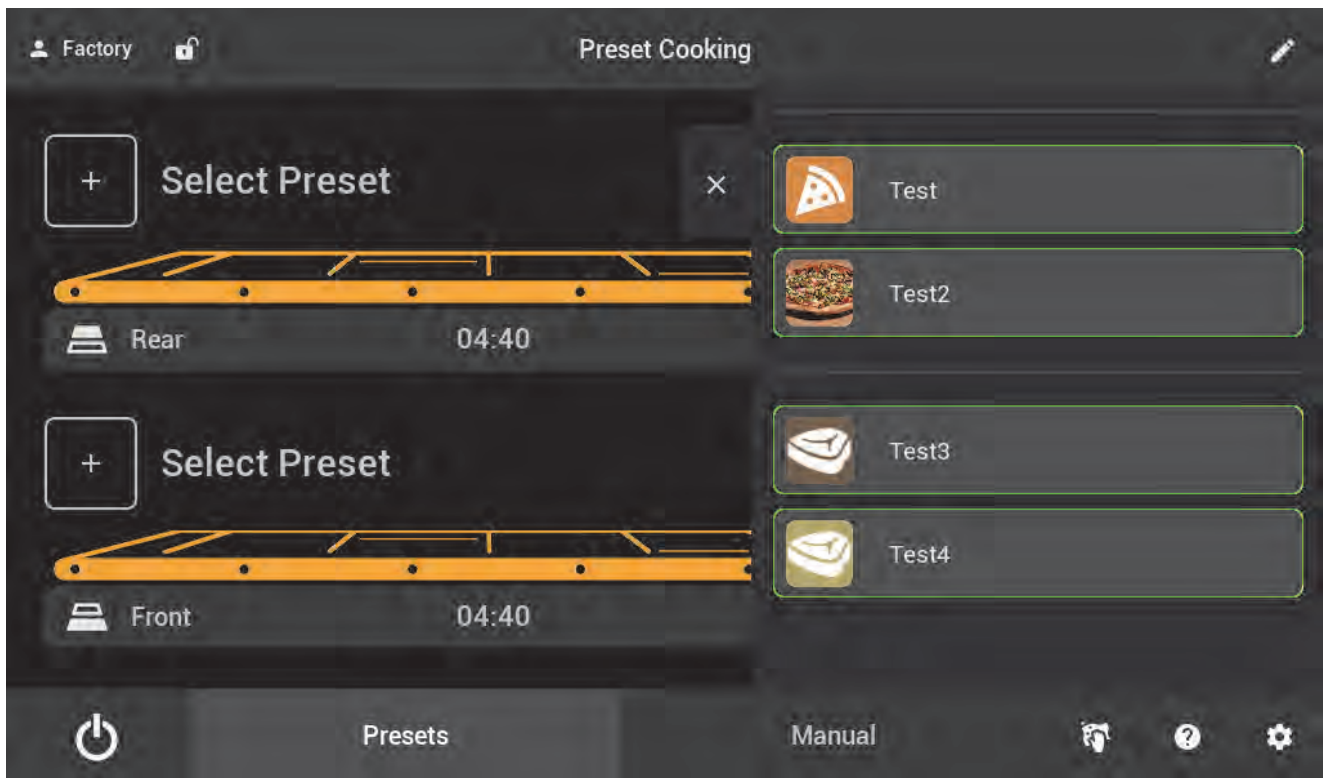 Factory
Preset Cooking
Select Preset
Rear 04:40
Select Preset
Front 04:40
Test
Test2
Test3
Test4
Presets
Manual